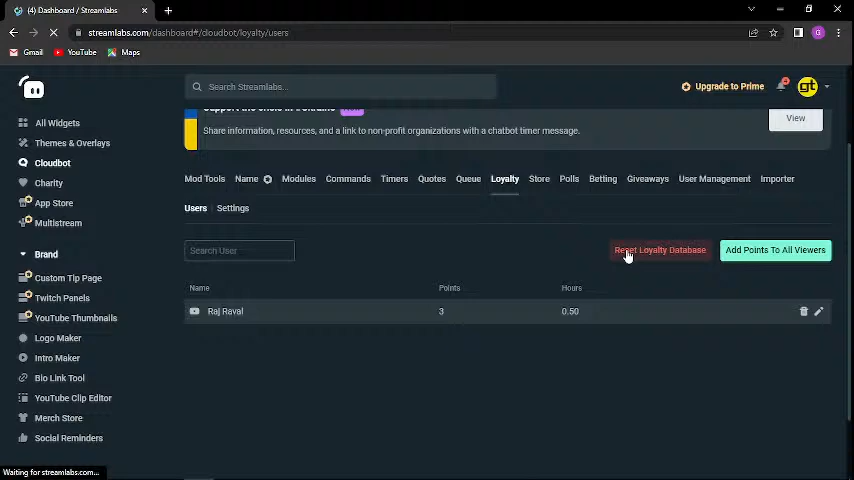 (4) Dashboard / Streamlabs
streamlabs.com/dashboard#/cloudbot/loyalty/users
G
Gmail
YouTube
Maps
Search Streamlabs...
Upgrade to Prime
4
gt
Share information, resources, and a link to non-profit organizations with a chatbot timer message.
View
All Widgets
Themes & Overlays
Cloudbot
Charity
App Store
Multistream
Brand
Custom Tip Page
Twitch Panels
YouTube Thumbnails
Logo Maker
Intro Maker
Bio Link Tool
YouTube Clip Editor
Merch Store
Social Reminders
Mod Tools Name Modules Commands Timers Quotes Queue Loyalty Store Polls Betting Giveaways User Management Importer
Users Settings
Search User
Reset Loyalty Database
Add Points To All Viewers
Name Points Hours
Raj Raval 3 0.50
Waiting for streamlabs.com...